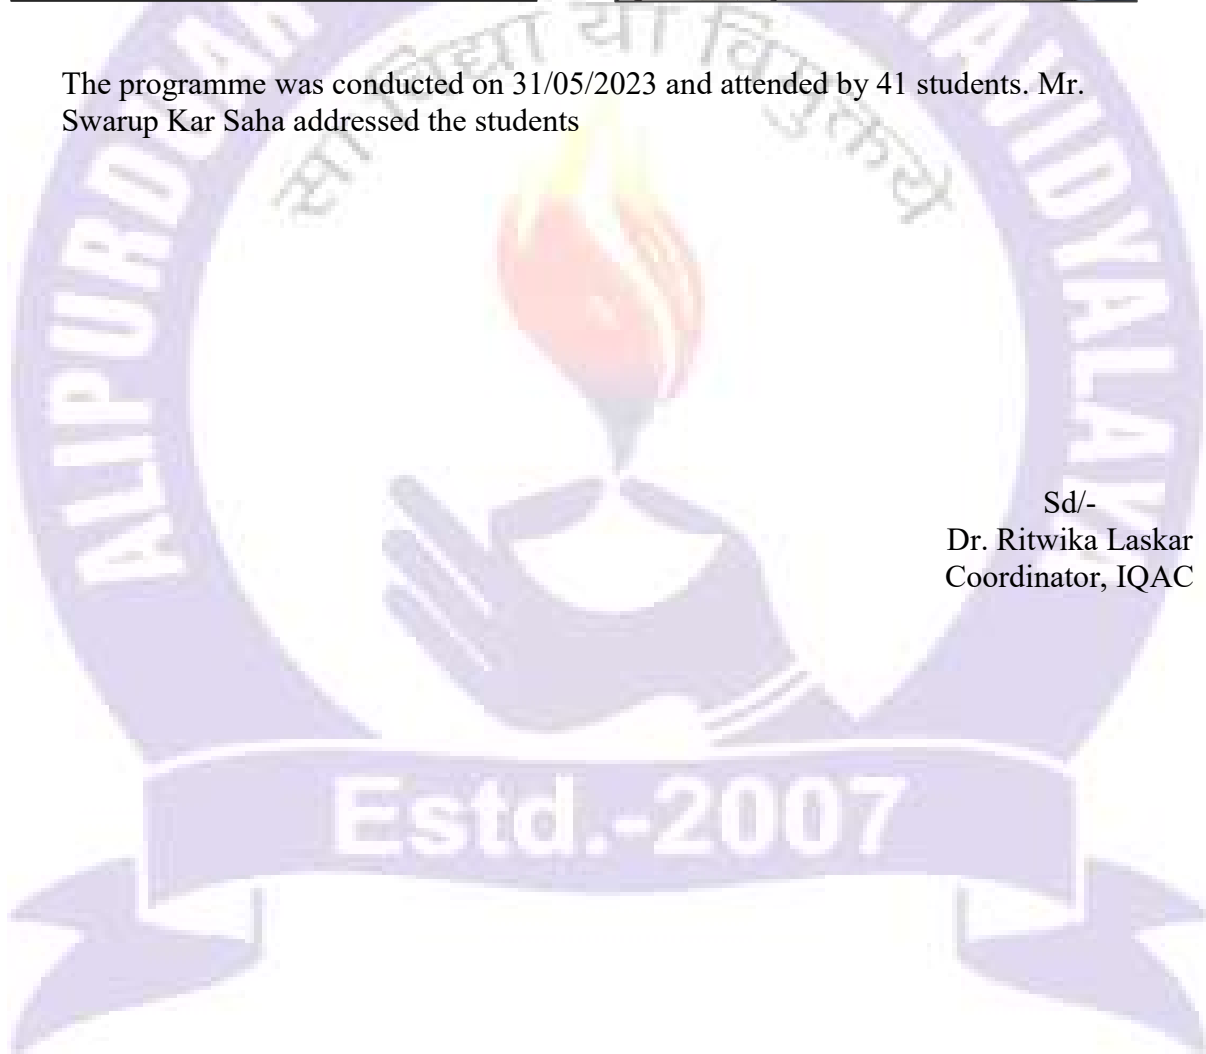 सा विद्या या विमुक्तये
The programme was conducted on 31/05/2023 and attended by 41 students. Mr.
Swarup Kar Saha addressed the students
Sd/-
Dr. Ritwika Laskar
Coordinator, IQAC
Estd.-2007